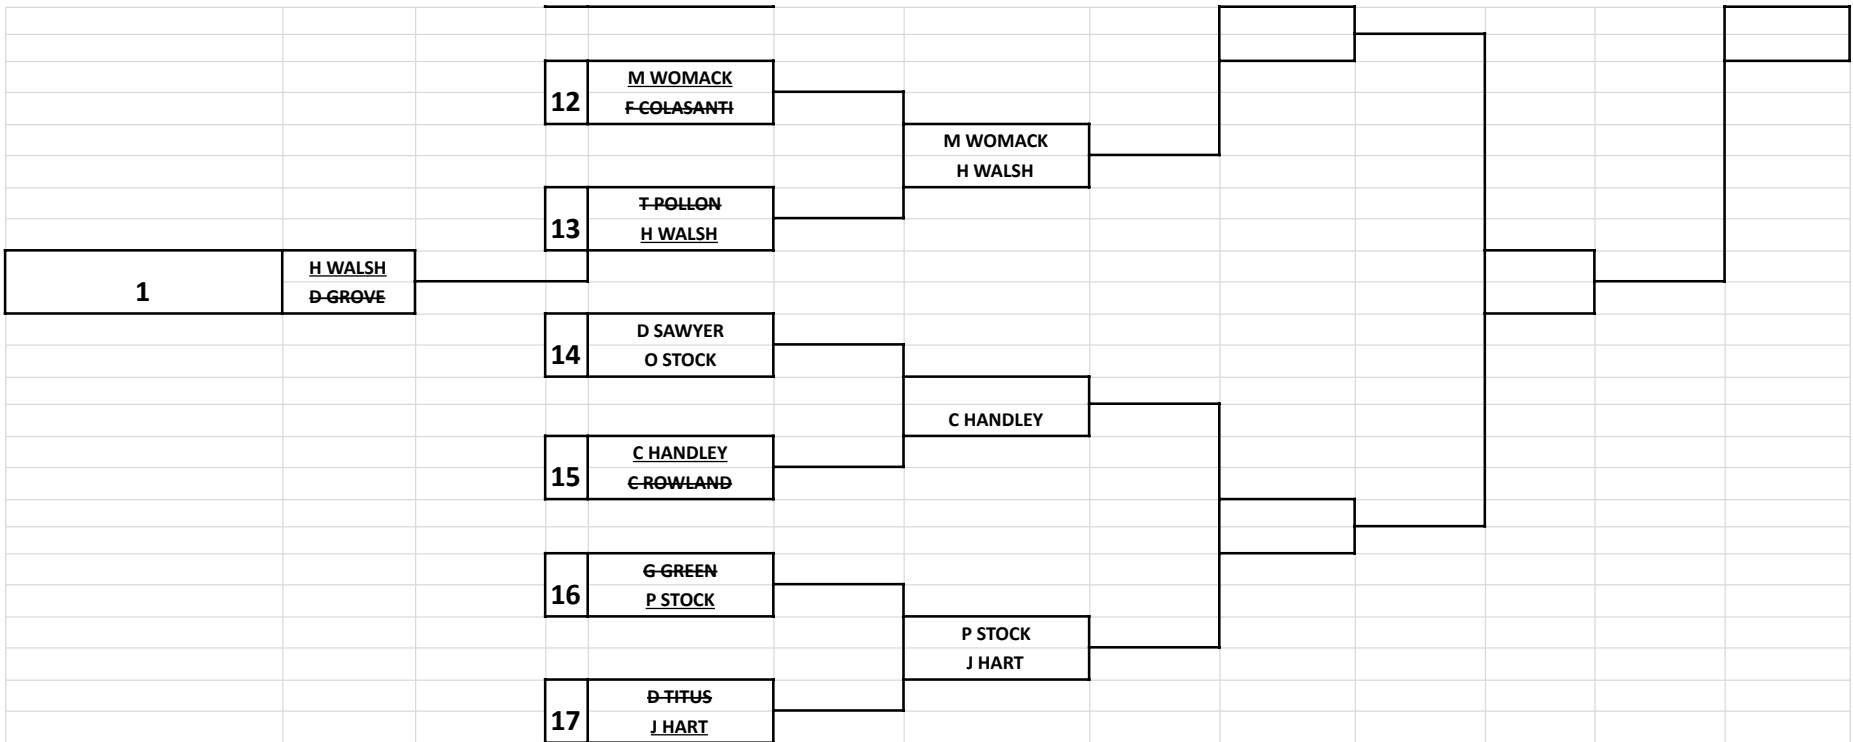 12
M WOMACK
F COLASANTI
M WOMACK
H WALSH
13
T POLLON
H WALSH
1
H WALSH
D GROVE
14
D SAWYER
O STOCK
C HANDLEY
15
C HANDLEY
C ROWLAND
16
G GREEN
P STOCK
P STOCK
J HART
17
D TITUS
J HART